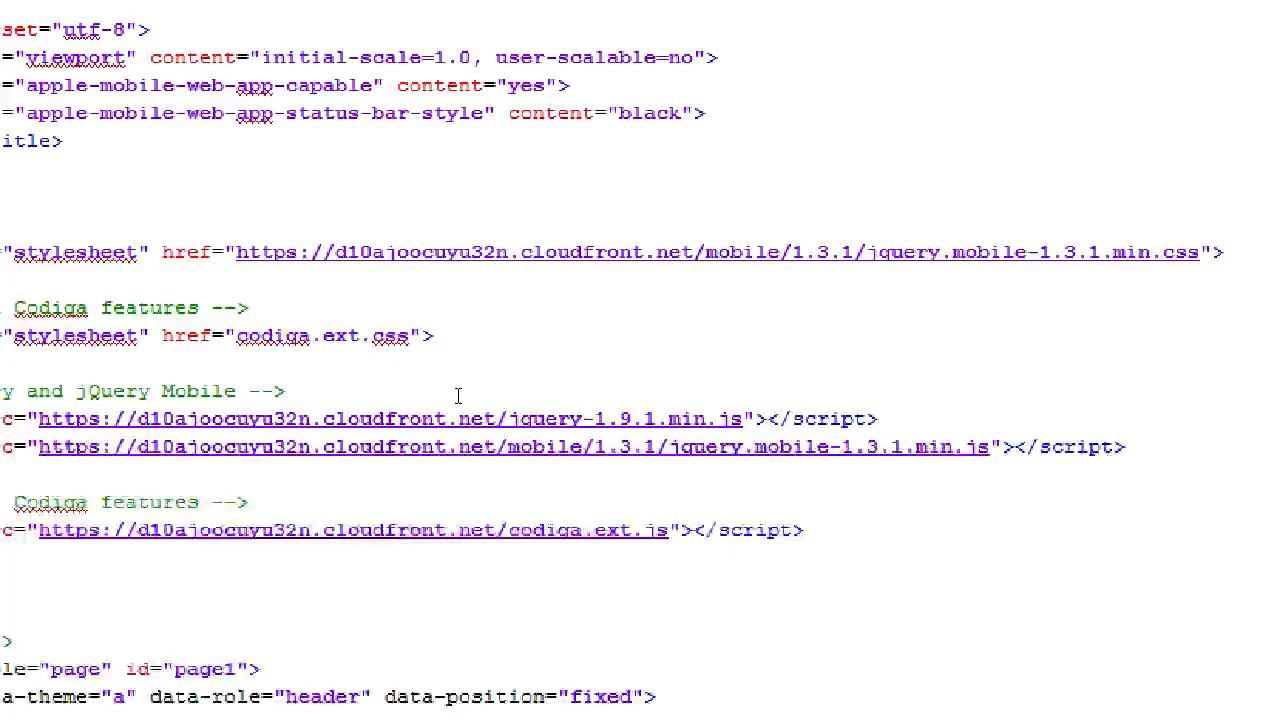 set="utf-8">
="viewport" content="initial-scale=1.0, user-scalable=no">
="apple-mobile-web-app-capable" content="yes">
="apple-mobile-web-app-status-bar-style" content="black">
itle>
="stylesheet" href="https://d10ajoocuyu32n.cloudfront.net/mobile/1.3.1/jquery.mobile-1.3.1.min.css">
Codiqa features -->
="stylesheet" href="codiqa.ext.css">
ry and jQuery Mobile -->
c="https://d10ajoocuyu32n.cloudfront.net/jquery-1.9.1.min.js"></script>
c="https://d10ajoocuyu32n.cloudfront.net/mobile/1.3.1/jquery.mobile-1.3.1.min.js"></script>
Codiqa features -->
c="https://d10ajoocuyu32n.cloudfront.net/codiqa.ext.js"></script>
>
le="page" id="page1">
a-theme="a" data-role="header" data-position="fixed">